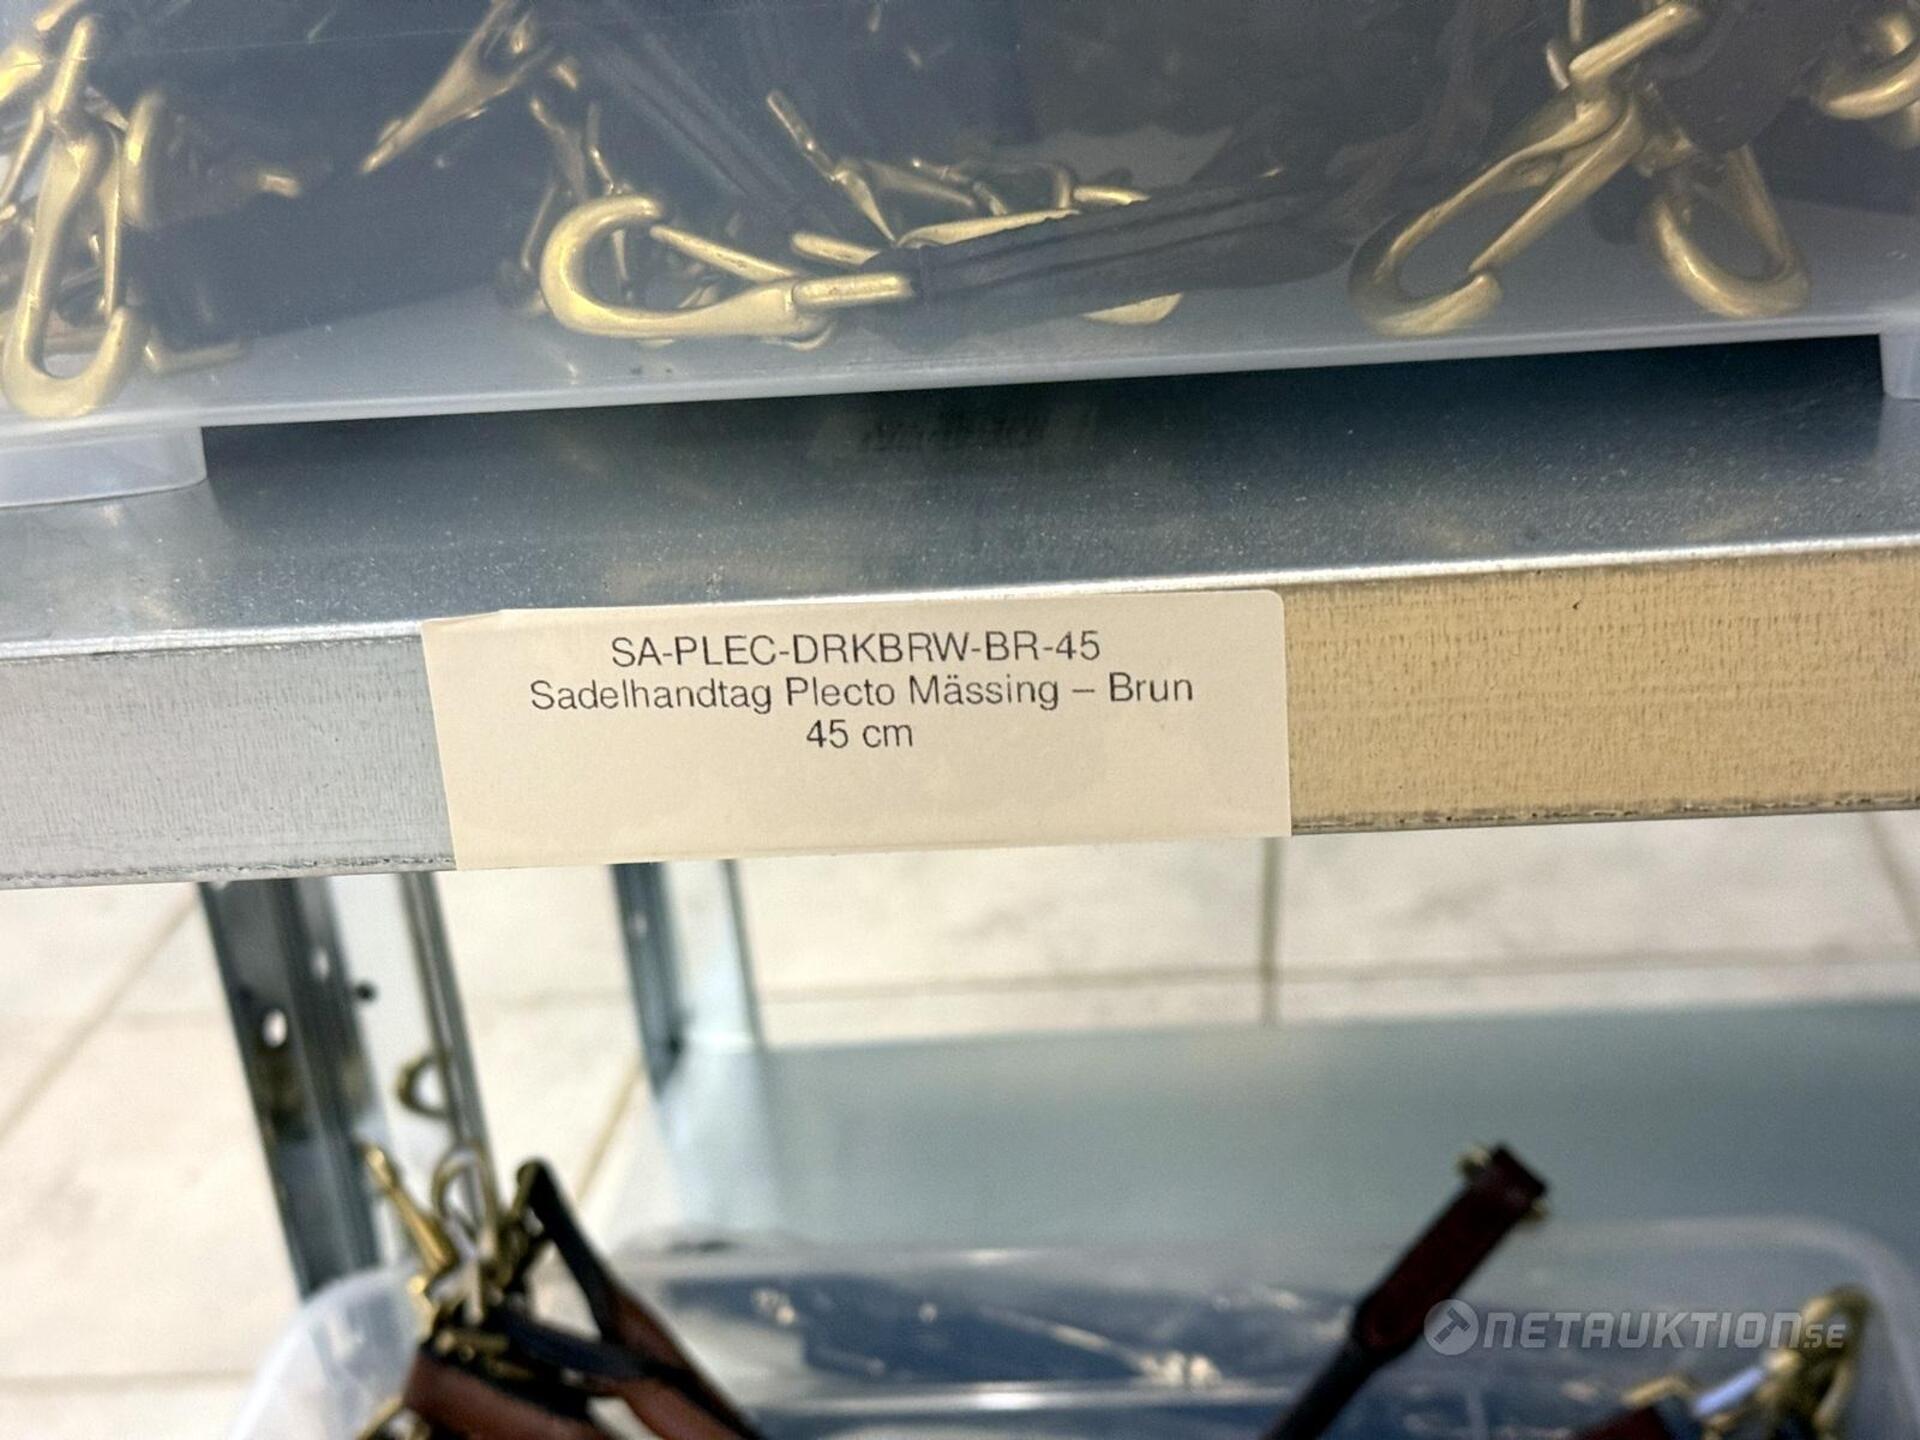 SA-PLEC-DRKBRW-BR-45
Sadelhandtag Plecto Mässing – Brun
45 cm
NETAUKTION.SE